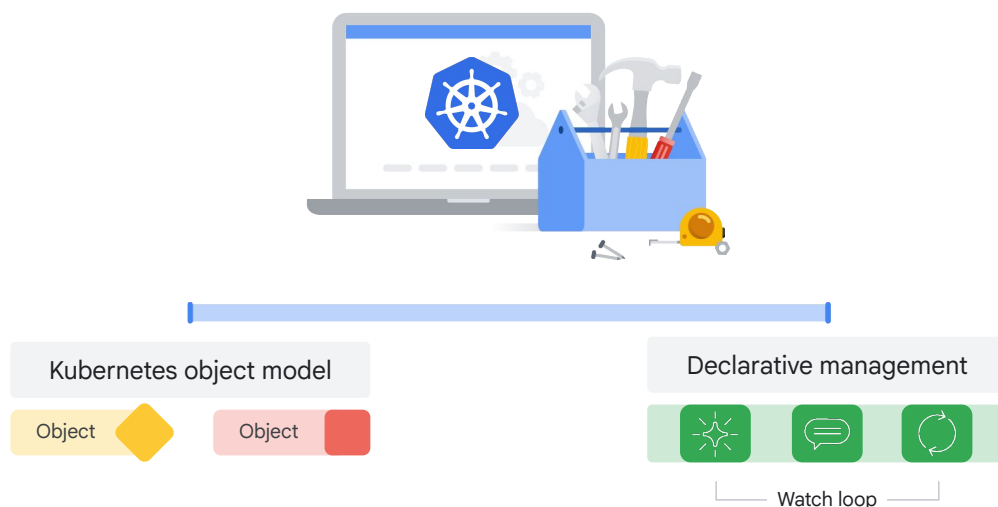 Kubernetes object model
Declarative management
Object
Object
Watch loop